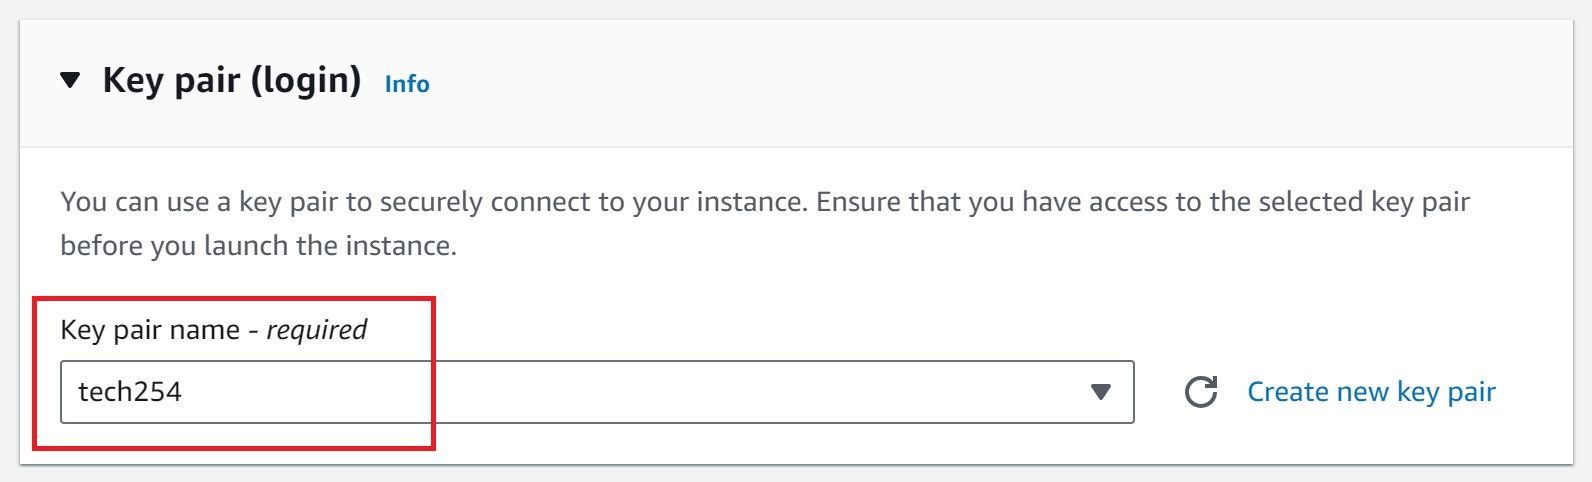 Key pair (login) Info
You can use a key pair to securely connect to your instance. Ensure that you have access to the selected key pair
before you launch the instance.
Key pair name - required
tech254 Create new key pair